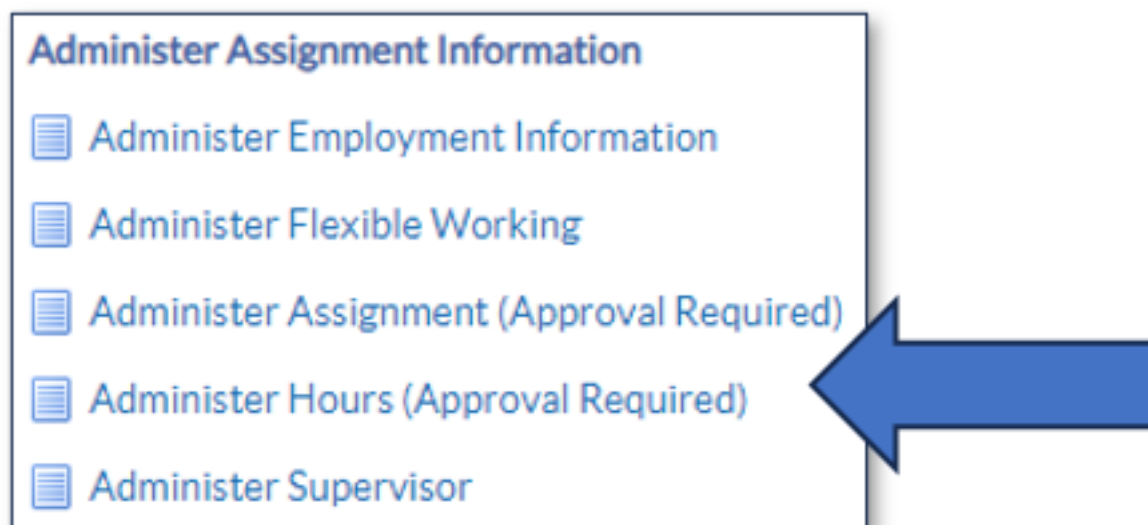 Administer Assignment Information
Administer Employment Information
Administer Flexible Working
Administer Assignment (Approval Required)
Administer Hours (Approval Required)
Administer Supervisor